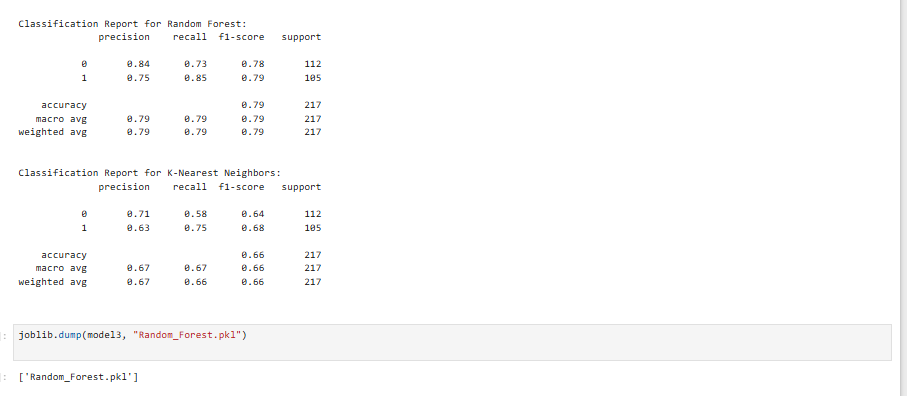 Classification Report for Random Forest:
precision recall f1-score support
0 0.84 0.73 0.78 112
1 0.75 0.85 0.79 105
accuracy 0.79 217
macro avg 0.79 0.79 0.79 217
weighted avg 0.79 0.79 0.79 217
Classification Report for K-Nearest Neighbors:
precision recall f1-score support
0 0.71 0.58 0.64 112
1 0.63 0.75 0.68 105
accuracy 0.66 217
macro avg 0.67 0.67 0.66 217
weighted avg 0.67 0.66 0.66 217
]: joblib.dump(model3, "Random_Forest.pkl")
]: ['Random_Forest.pkl']